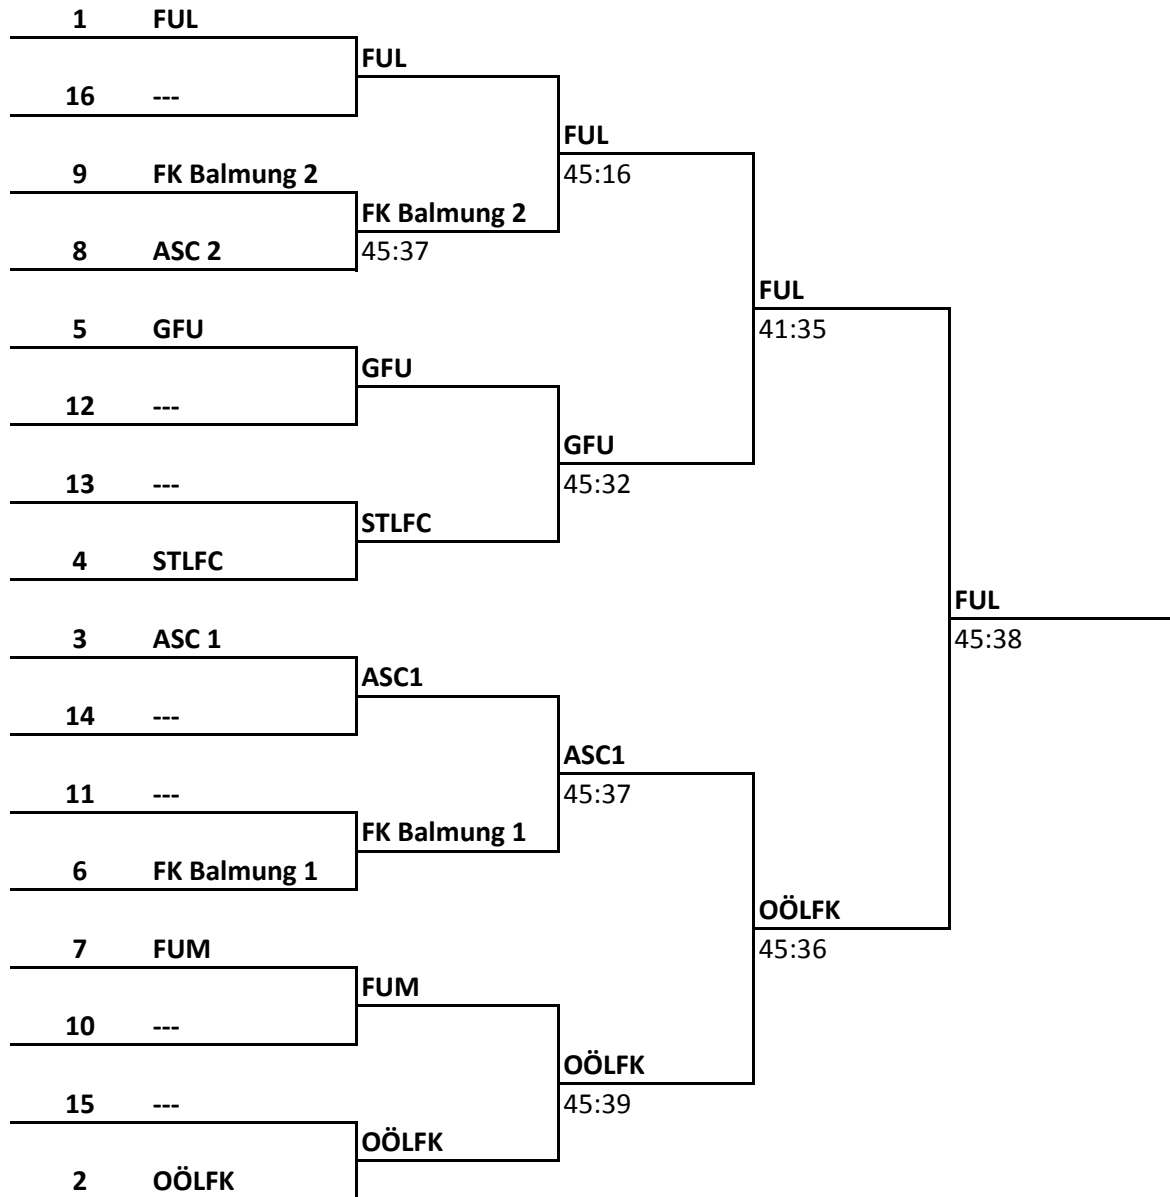 1 FUL
FUL
16 ---
FUL
9 FK Balmung 2
45:16
FK Balmung 2
8 ASC 2
45:37
FUL
5 GFU
41:35
GFU
12 ---
GFU
13 ---
45:32
STLFC
4 STLFC
FUL
3 ASC 1
45:38
ASC1
14 ---
ASC1
11 ---
45:37
FK Balmung 1
6 FK Balmung 1
OÖLFK
7 FUM
45:36
FUM
10 ---
OÖLFK
15 ---
45:39
OÖLFK
2 OÖLFK